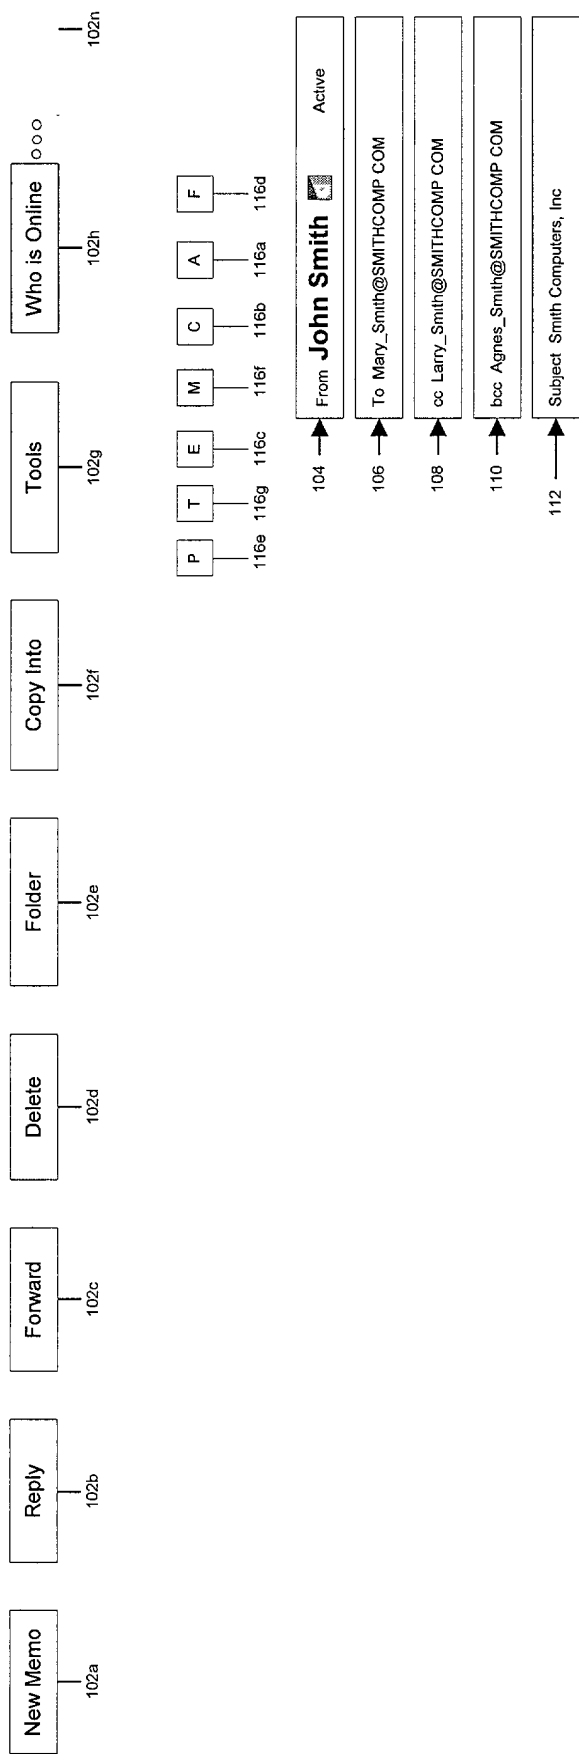 New Memo
Reply
Forward
Delete
Folder
Copy Into
Tools
Who is Online
ooo
102a
102b
102c
102d
102e
102f
102g
102h
102n
P
T
E
M
C
A
F
116e
116g
116c
116f
116b
116a
116d
104
From John Smith Active
106
To Mary_Smith@SMITHCOMP COM
108
cc Larry_Smith@SMITHCOMP COM
110
bcc Agnes_Smith@SMITHCOMP COM
112
Subject Smith Computers, Inc